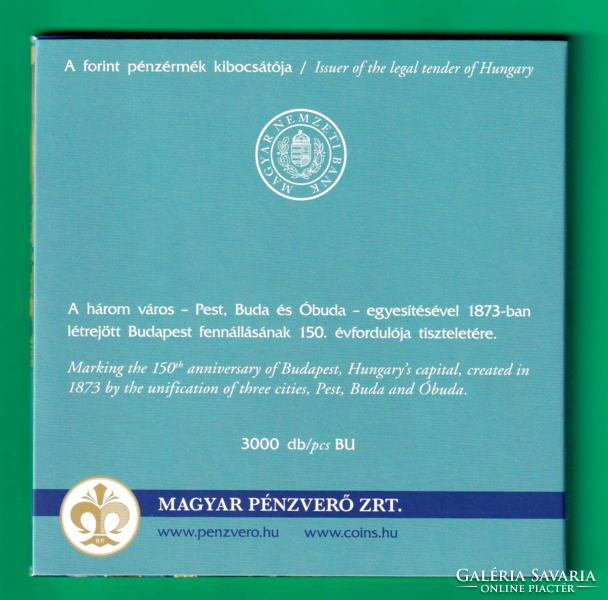 A forint pénzérmék kibocsátója / Issuer of the legal tender of Hungary
MAGYAR NEMZETI BANK
A három város – Pest, Buda és Óbuda – egyesítésével 1873-ban
létrejött Budapest fennállásának 150. évfordulója tiszteletére.
Marking the 150th anniversary of Budapest, Hungary's capital, created in
1873 by the unification of three cities, Pest, Buda and Óbuda.
3000 db/pcs BU
BP
MAGYAR PÉNZVERŐ ZRT.
www.penzvero.hu www.coins.hu
GALÉRIA SAVARIA
ONLINE PIACTÉR